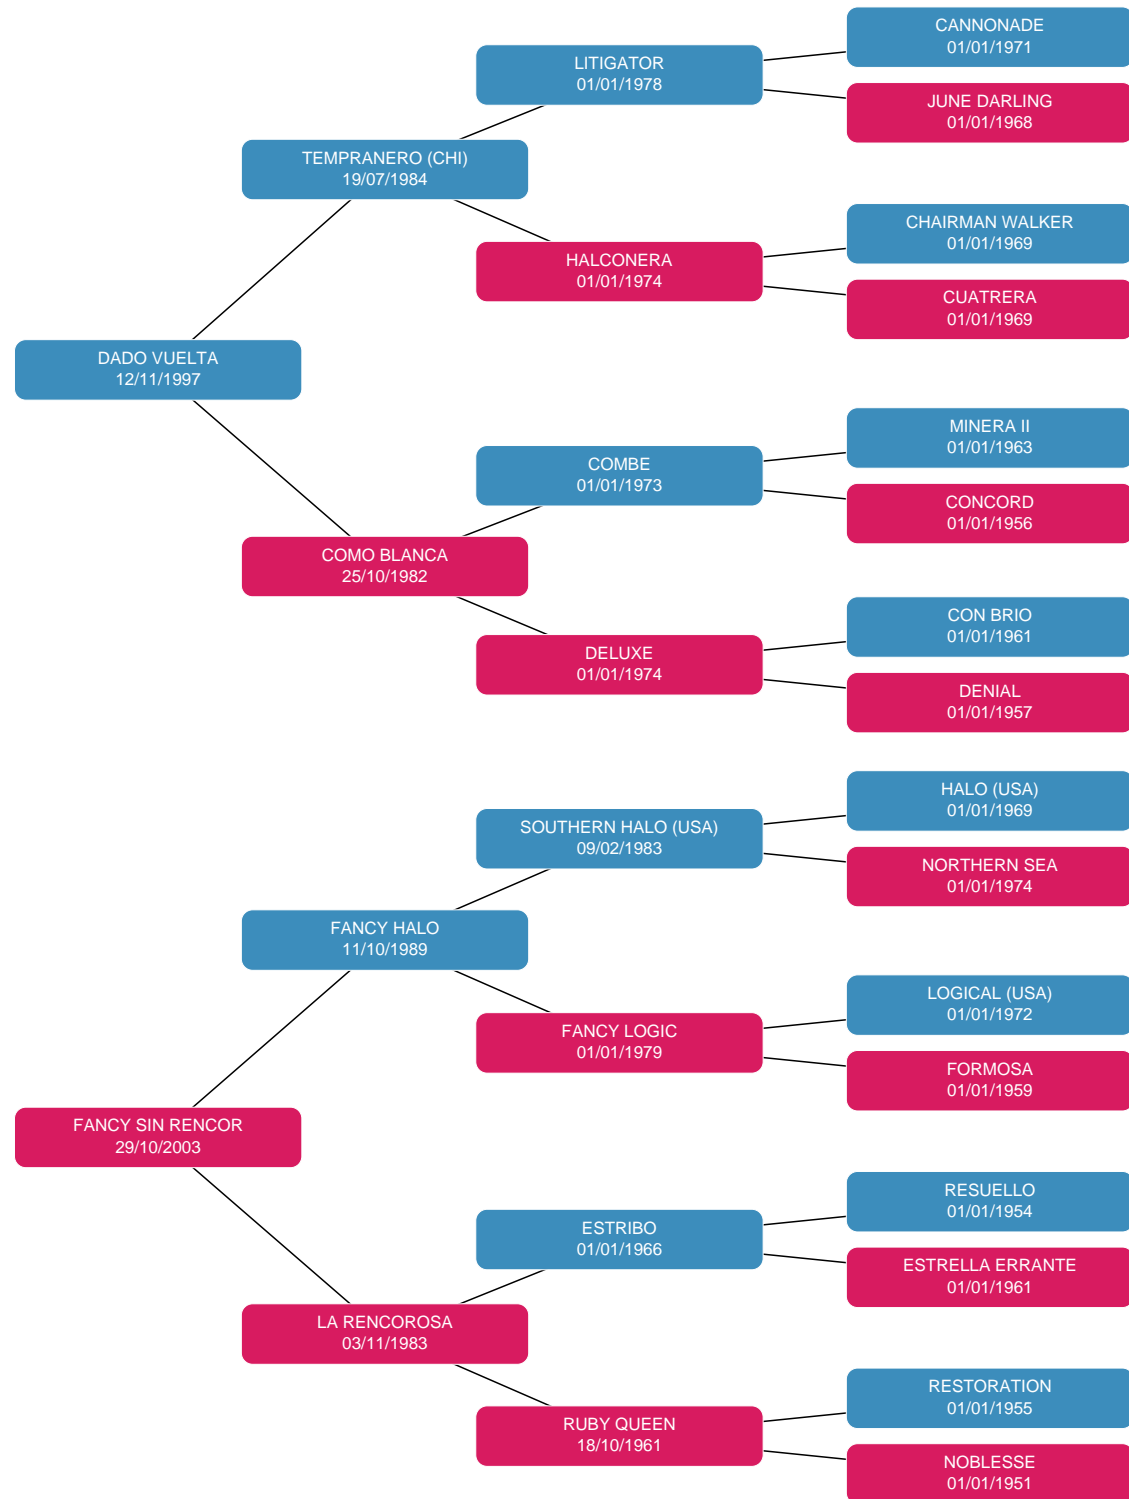 CANNONADE
01/01/1971
LITIGATOR
01/01/1978
JUNE DARLING
01/01/1968
TEMPRANERO (CHI)
19/07/1984
CHAIRMAN WALKER
01/01/1969
HALCONERA
01/01/1974
CUATRERA
01/01/1969
DADO VUELTA
12/11/1997
MINERA II
01/01/1963
COMBE
01/01/1973
CONCORD
01/01/1956
COMO BLANCA
25/10/1982
CON BRIO
01/01/1961
DELUXE
01/01/1974
DENIAL
01/01/1957
HALO (USA)
01/01/1969
SOUTHERN HALO (USA)
09/02/1983
NORTHERN SEA
01/01/1974
FANCY HALO
11/10/1989
LOGICAL (USA)
01/01/1972
FANCY LOGIC
01/01/1979
FORMOSA
01/01/1959
FANCY SIN RENCOR
29/10/2003
RESUELLO
01/01/1954
ESTRIBO
01/01/1966
ESTRELLA ERRANTE
01/01/1961
LA RENCOROSA
03/11/1983
RESTORATION
01/01/1955
RUBY QUEEN
18/10/1961
NOBLESSE
01/01/1951